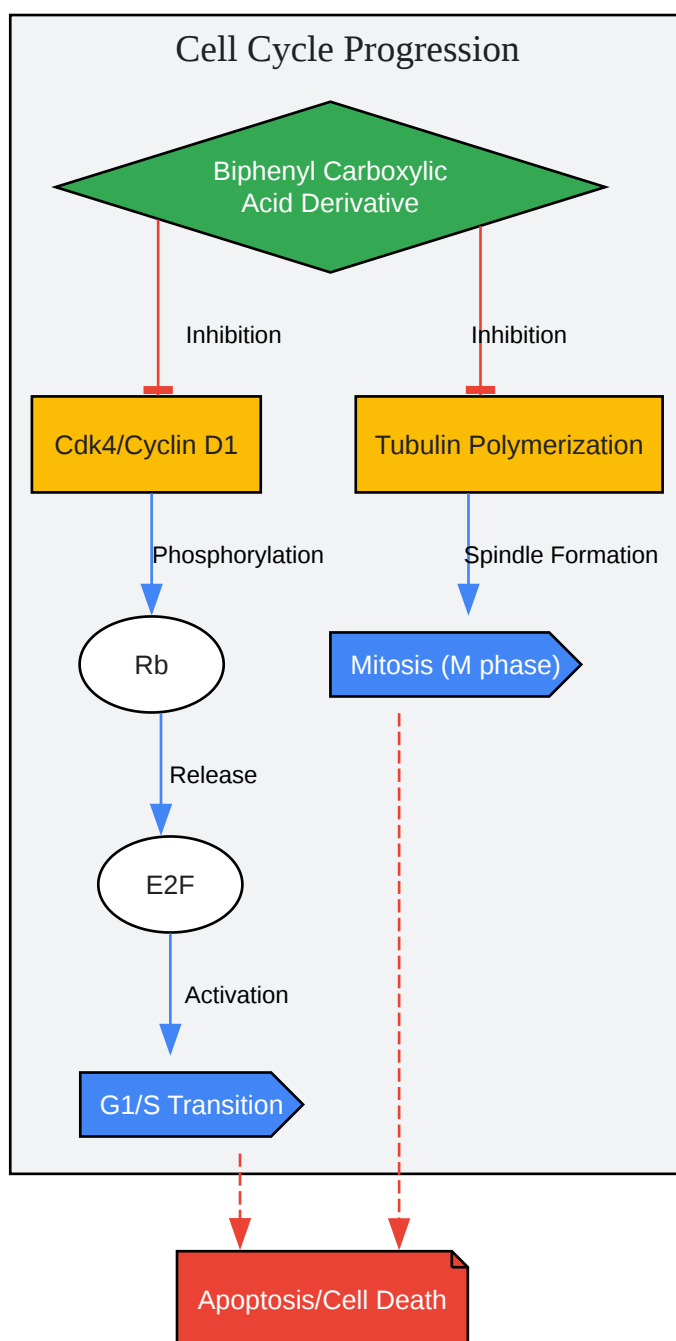 Cell Cycle Progression
Biphenyl Carboxylic
Acid Derivative
Inhibition
Inhibition
Cdk4/Cyclin D1
Tubulin Polymerization
Phosphorylation
Spindle Formation
Rb
Mitosis (M phase)
Release
E2F
Activation
G1/S Transition
Apoptosis/Cell Death